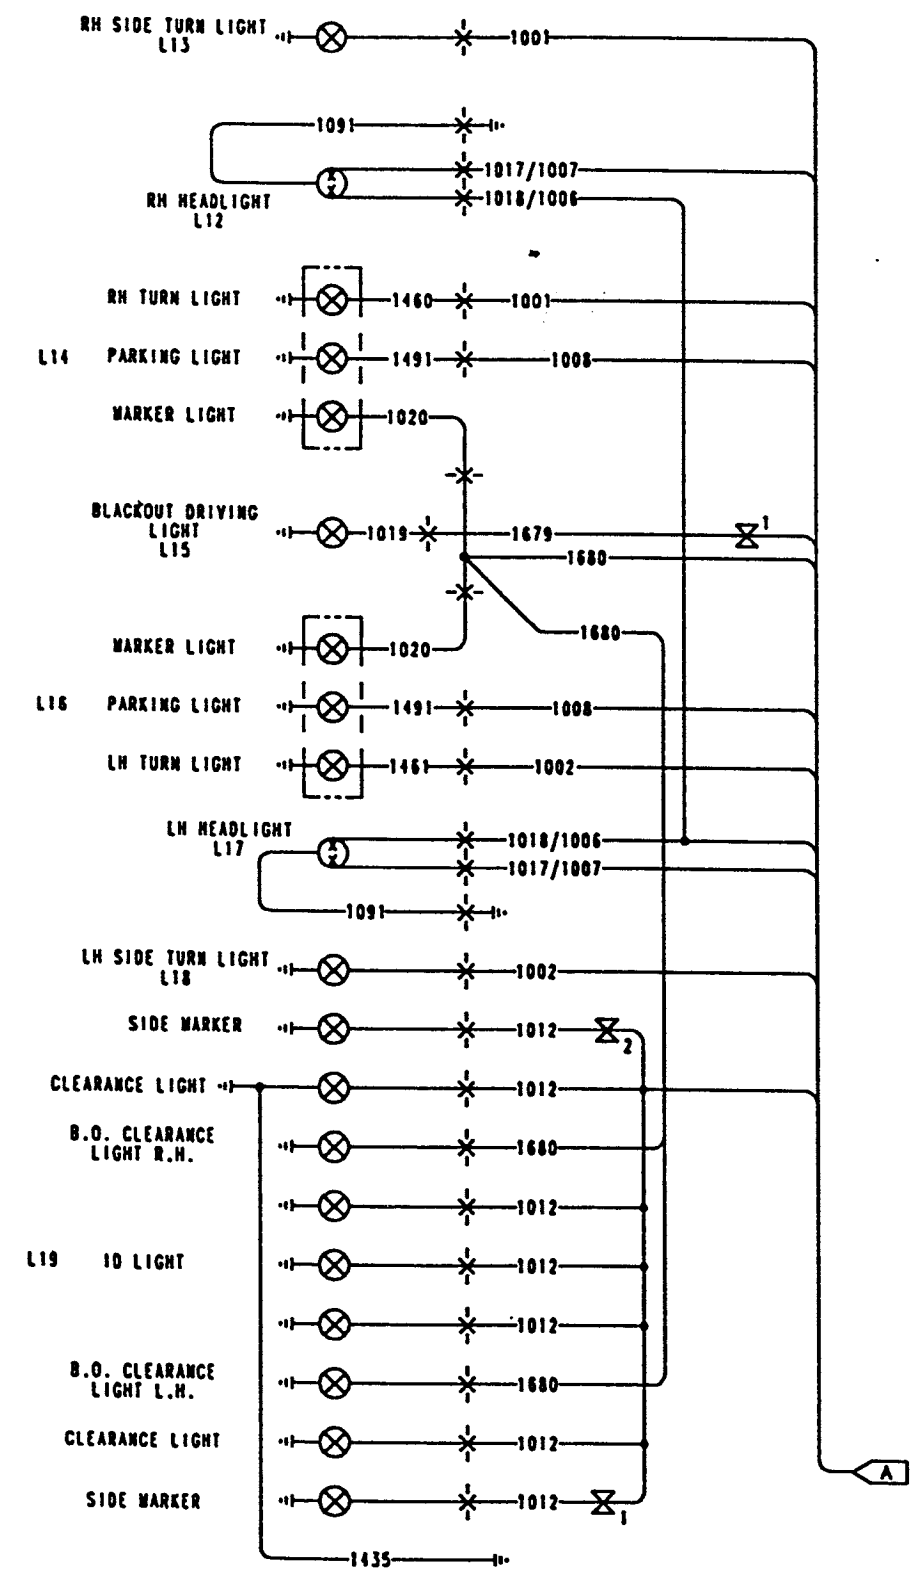 RH SIDE TURN LIGHT
L13
1001
1091
1017/1007
1018/1006
RH HEADLIGHT
L12
RH TURN LIGHT
1460
1001
L14
PARKING LIGHT
1491
1008
MARKER LIGHT
1020
BLACKOUT DRIVING
LIGHT
L15
1019
1679
1
1680
1680
MARKER LIGHT
1020
L16
PARKING LIGHT
1491
1008
LH TURN LIGHT
1461
1002
LH HEADLIGHT
L17
1018/1006
1017/1007
1091
LH SIDE TURN LIGHT
L18
1002
SIDE MARKER
1012
2
CLEARANCE LIGHT
1012
B.O. CLEARANCE
LIGHT R.H.
1680
1012
L19
ID LIGHT
1012
1012
B.O. CLEARANCE
LIGHT L.H.
1680
CLEARANCE LIGHT
1012
A
SIDE MARKER
1012
1
1435